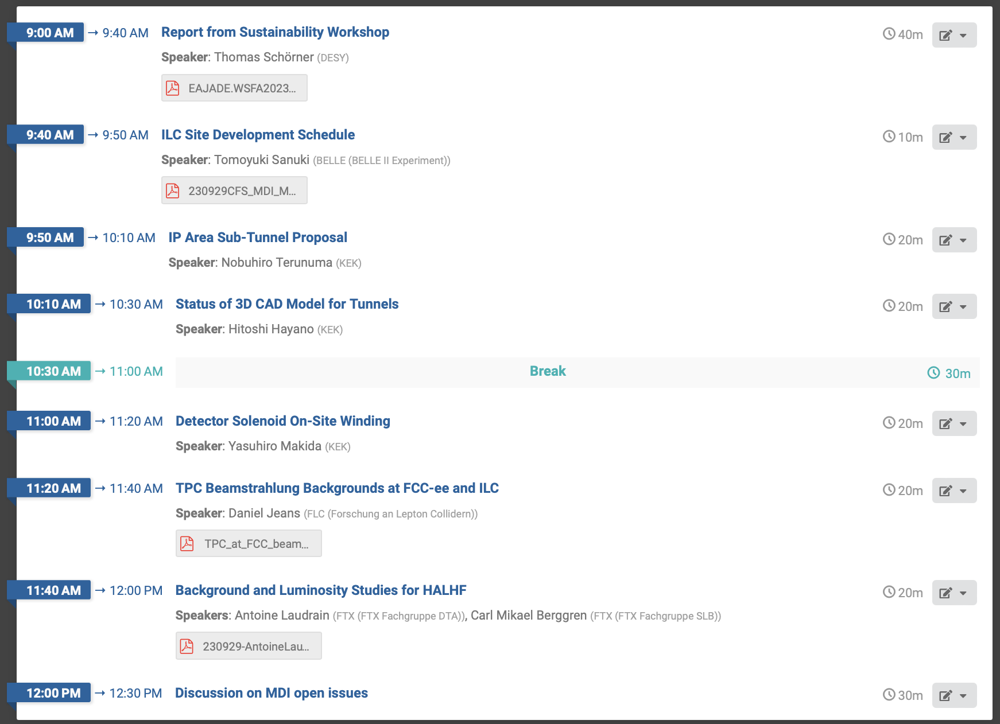 9:00 AM → 9:40 AM Report from Sustainability Workshop 40m
Speaker: Thomas Schörner (DESY)
EAJADE.WSFA2023...
9:40 AM → 9:50 AM ILC Site Development Schedule 10m
Speaker: Tomoyuki Sanuki (BELLE (BELLE II Experiment))
230929CFS_MDI_M...
9:50 AM → 10:10 AM IP Area Sub-Tunnel Proposal 20m
Speaker: Nobuhiro Terunuma (KEK)
10:10 AM → 10:30 AM Status of 3D CAD Model for Tunnels 20m
Speaker: Hitoshi Hayano (KEK)
10:30 AM → 11:00 AM Break 30m
11:00 AM → 11:20 AM Detector Solenoid On-Site Winding 20m
Speaker: Yasuhiro Makida (KEK)
11:20 AM → 11:40 AM TPC Beamstrahlung Backgrounds at FCC-ee and ILC 20m
Speaker: Daniel Jeans (FLC (Forschung an Lepton Collidern))
TPC_at_FCC_beam...
11:40 AM → 12:00 PM Background and Luminosity Studies for HALHF 20m
Speakers: Antoine Laudrain (FTX (FTX Fachgruppe DTA)), Carl Mikael Berggren (FTX (FTX Fachgruppe SLB))
230929-AntoineLau...
12:00 PM → 12:30 PM Discussion on MDI open issues 30m